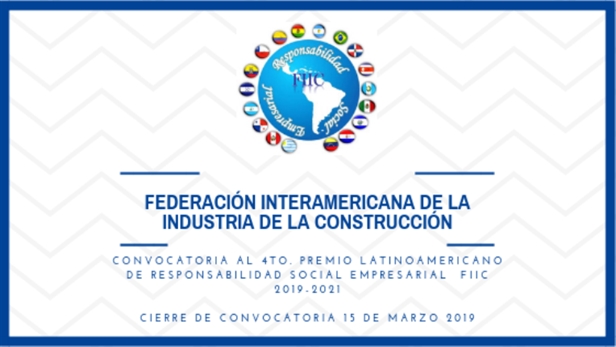 Responsabilidad
FIIC
Social
Empresarial
FEDERACIÓN INTERAMERICANA DE LA
INDUSTRIA DE LA CONSTRUCCIÓN
CONVOCATORIA AL 4TO. PREMIO LATINOAMERICANO
DE RESPONSABILIDAD SOCIAL EMPRESARIAL FIIC
2019-2021
CIERRE DE CONVOCATORIA 15 DE MARZO 2019